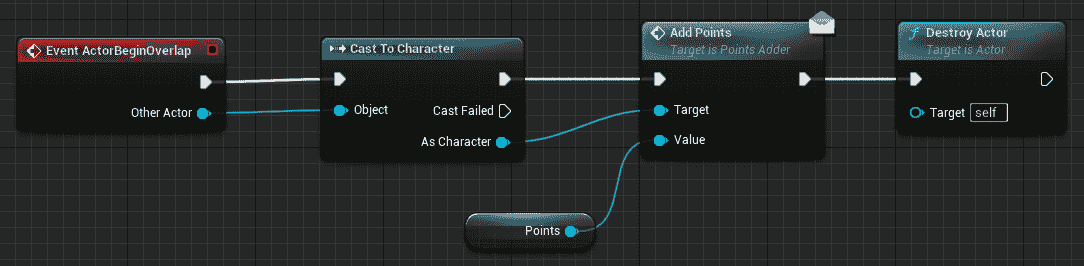 Event ActorBeginOverlap
Other Actor
Cast To Character
Object
Cast Failed
As Character
Add Points
Target is Points Adder
Target
Value
Points
Destroy Actor
Target is Actor
Target self